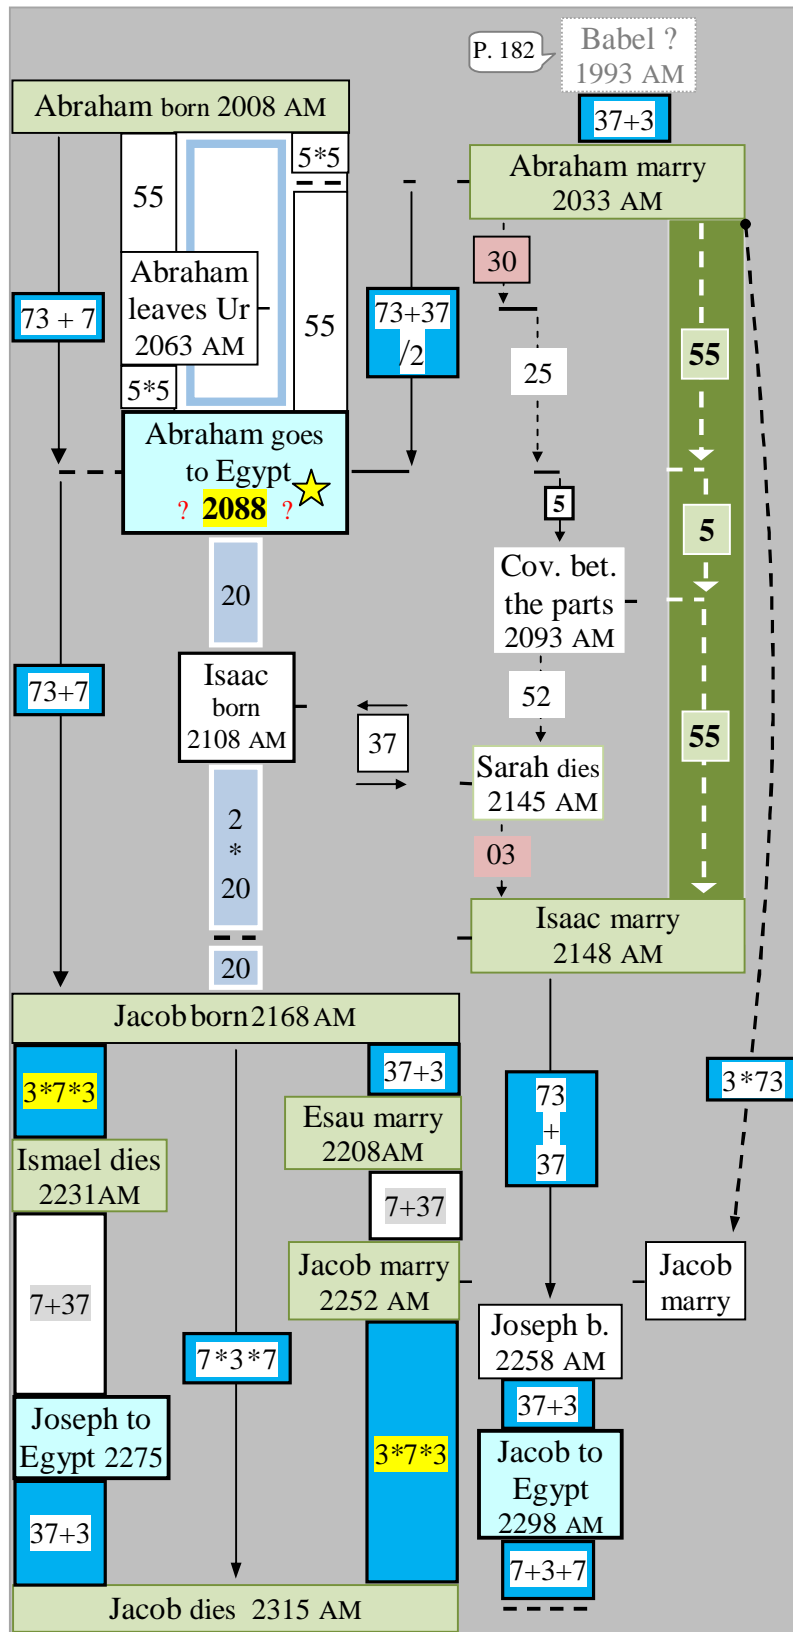 P. 182
Babel ?
1993 AM
37+3
Abraham born 2008 AM
5*5
55
Abraham marry
2033 AM
30
Abraham
leaves Ur
2063 AM
73 + 7
55
73+37
/2
25
55
5*5
Abraham goes
to Egypt
? 2088 ?
5
5
20
Cov. bet.
the parts
2093 AM
73+7
Isaac
born
2108 AM
52
37
55
Sarah dies
2145 AM
2
*
20
03
Isaac marry
2148 AM
20
Jacob born 2168 AM
3*7*3
37+3
73
+
37
3*73
Esau marry
2208AM
Ismael dies
2231AM
7+37
7+37
Jacob marry
2252 AM
Jacob
marry
7*3*7
Joseph b.
2258 AM
37+3
Joseph to
Egypt 2275
3*7*3
Jacob to
Egypt
2298 AM
37+3
7+3+7
Jacob dies 2315 AM